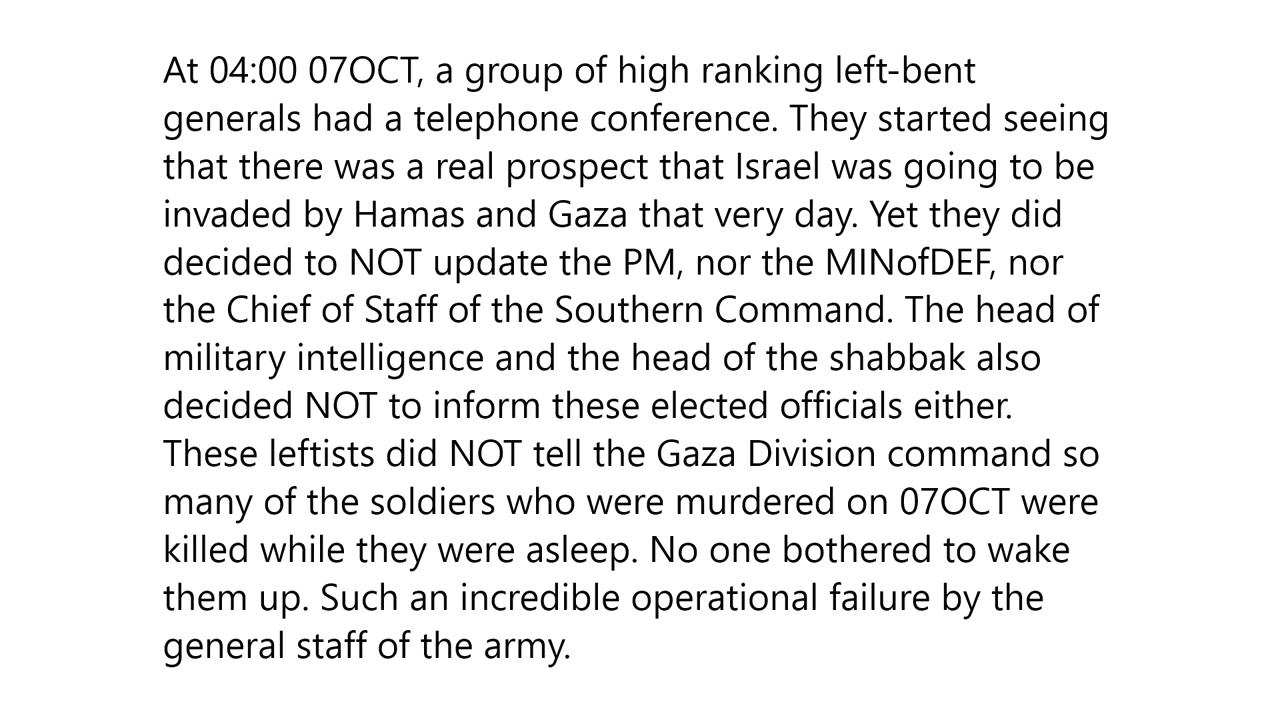 At 04:00 07OCT, a group of high ranking left-bent
generals had a telephone conference. They started seeing
that there was a real prospect that Israel was going to be
invaded by Hamas and Gaza that very day. Yet they did
decided to NOT update the PM, nor the MINofDEF, nor
the Chief of Staff of the Southern Command. The head of
military intelligence and the head of the shabbak also
decided NOT to inform these elected officials either.
These leftists did NOT tell the Gaza Division command so
many of the soldiers who were murdered on 07OCT were
killed while they were asleep. No one bothered to wake
them up. Such an incredible operational failure by the
general staff of the army.